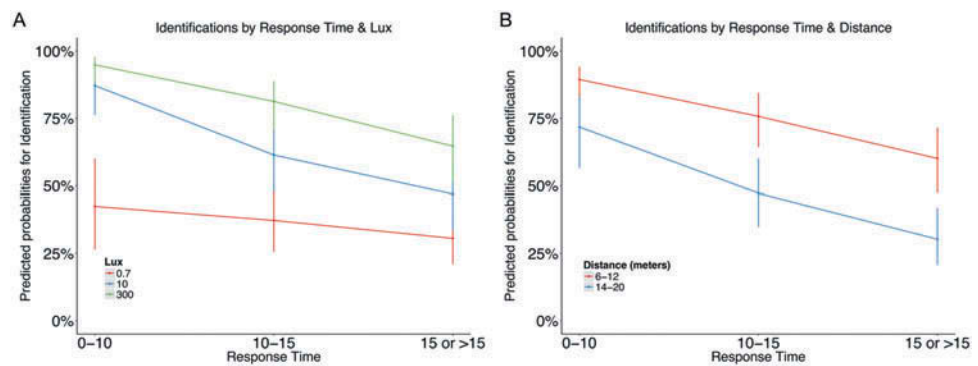 A
Identifications by Response Time & Lux
Predicted probabilities for Identification
100%
75%
50%
25%
0%
Lux
0.7
10
300
0−10
10−15
15 or >15
Response Time
B
Identifications by Response Time & Distance
Predicted probabilities for Identification
100%
75%
50%
25%
0%
Distance (meters)
6−12
14−20
0−10
10−15
15 or >15
Response Time